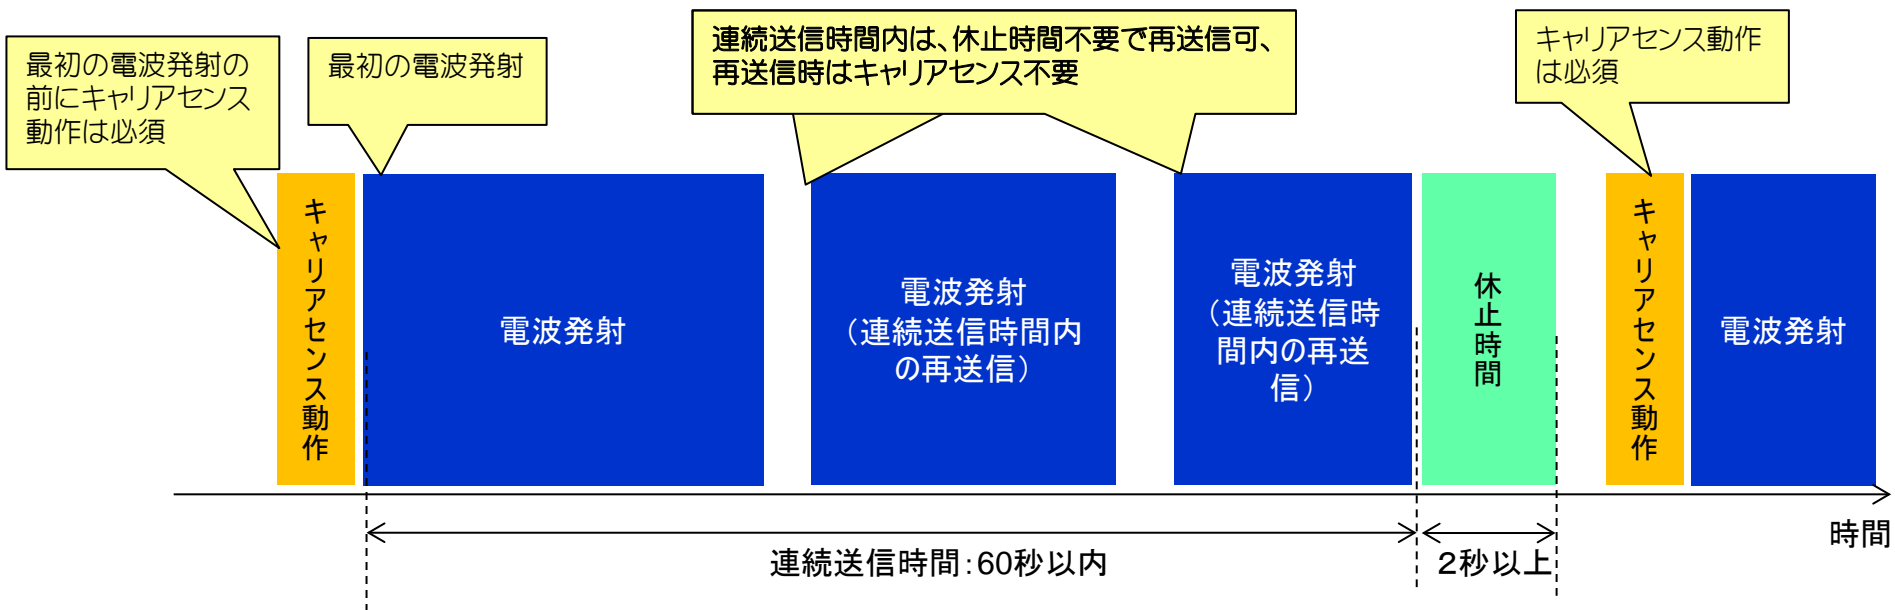 最初の電波発射の
前にキャリアセンス
動作は必須
最初の電波発射
連続送信時間内は、休止時間不要で再送信可、
再送信時はキャリアセンス不要
キャリアセンス動作
は必須
キャリアセンス動作
電波発射
電波発射
（連続送信時間内
の再送信）
電波発射
（連続送信時
間内の再送
信）
休止時間
キャリアセンス動作
電波発射
時間
連続送信時間：60秒以内
２秒以上